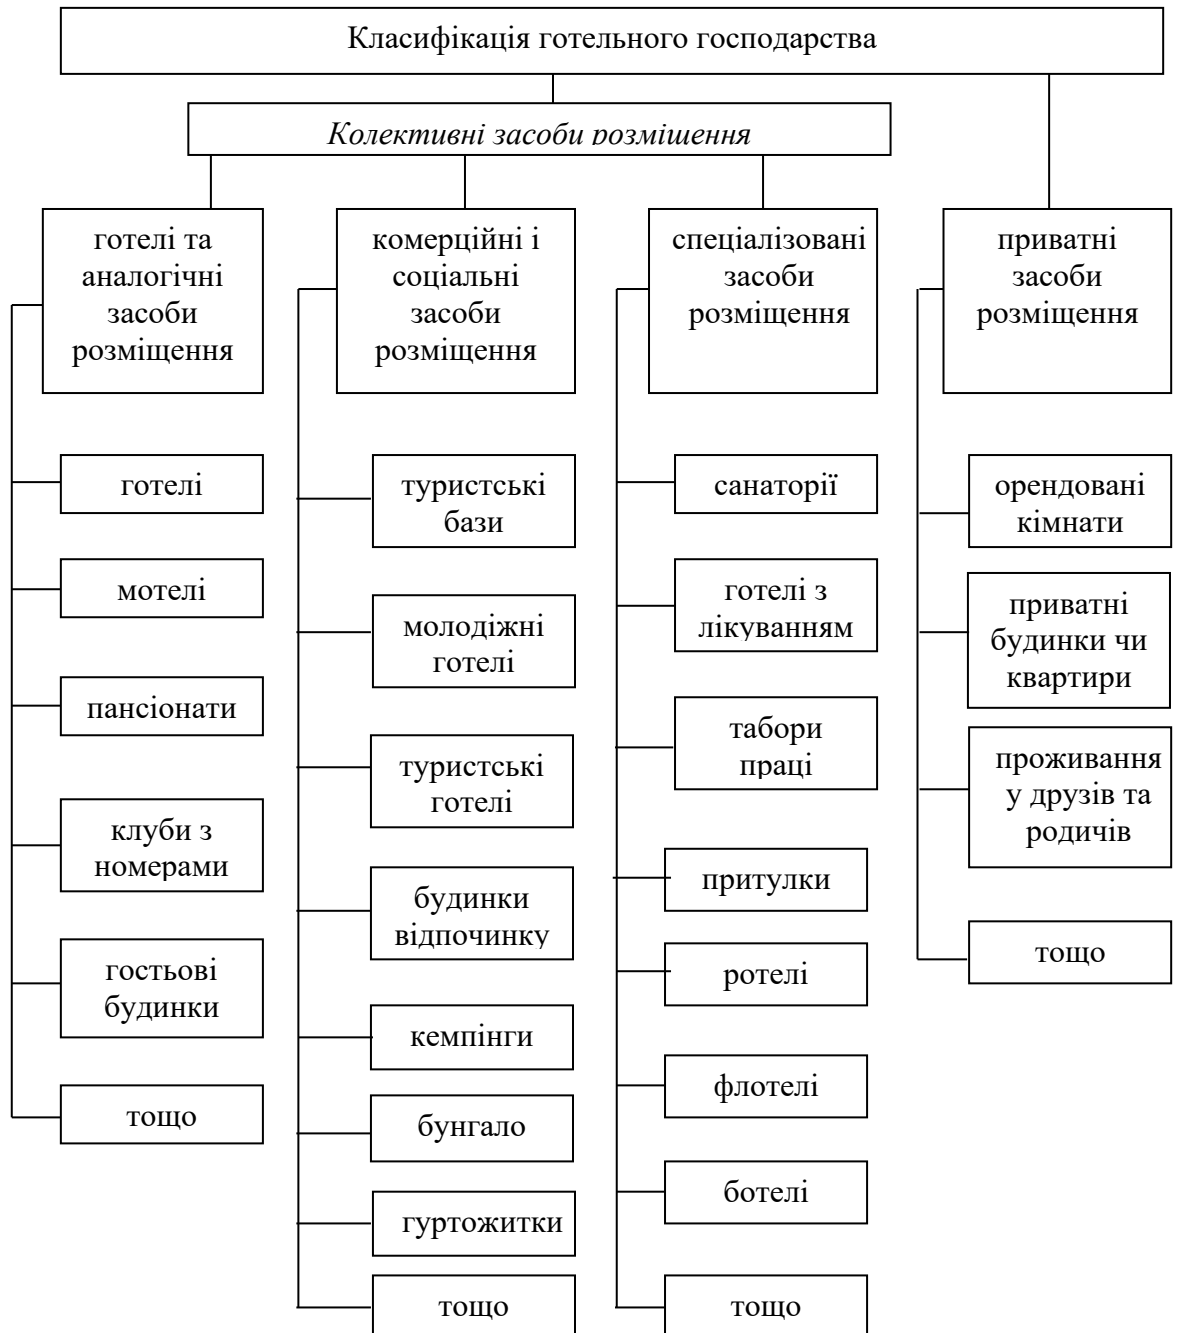 Класифікація готельного господарства
Колективні засоби розміщення
готелі та
аналогічні
засоби
розміщення
готелі
мотелі
пансіонати
клуби з
номерами
гостьові
будинки
тощо
комерційні і
соціальні
засоби
розміщення
туристські
бази
молодіжні
готелі
туристські
готелі
будинки
відпочинку
кемпінги
бунгало
гуртожитки
тощо
спеціалізовані
засоби
розміщення
санаторії
готелі з
лікуванням
табори
праці
притулки
ротелі
флотелі
ботелі
тощо
приватні
засоби
розміщення
орендовані
кімнати
приватні
будинки чи
квартири
проживання
у друзів та
родичів
тощо